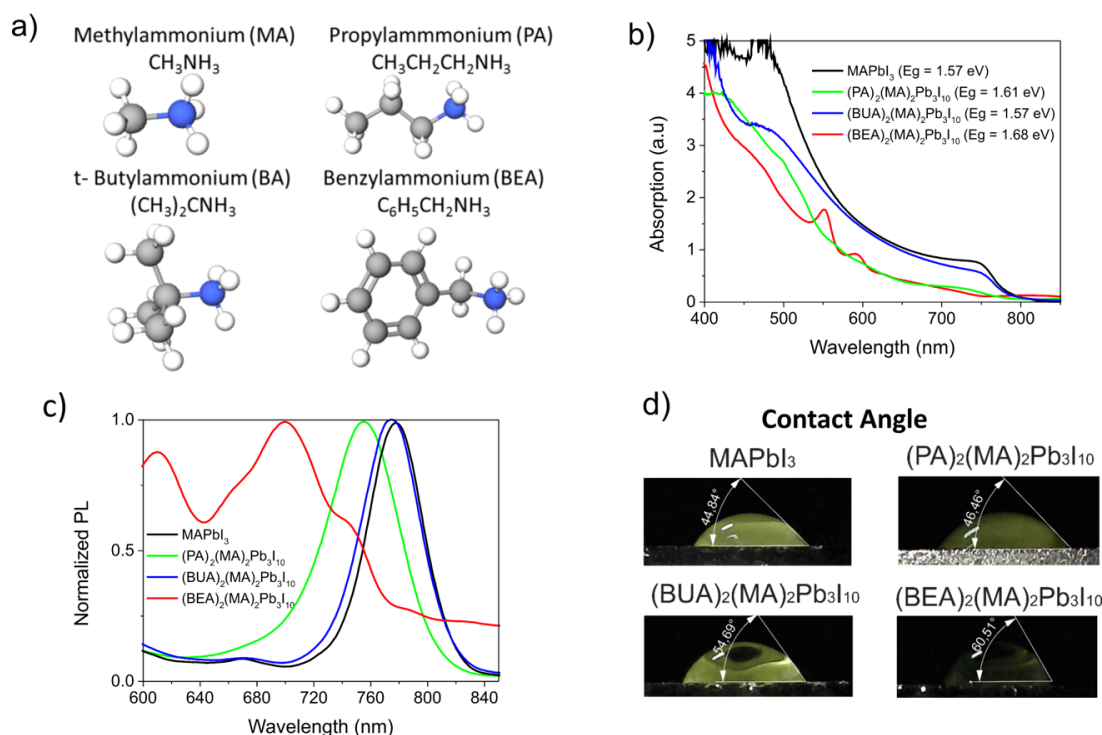 a)
Methylammonium (MA)
CH3NH3
Propylammmonium (PA)
CH3CH2CH2NH3
t- Butylammonium (BA)
(CH3)2CNH3
Benzylammonium (BEA)
C6H5CH2NH3
b)
5
4
3
2
1
0
Absorption (a.u)
400
500
600
700
800
Wavelength (nm)
MAPbI3 (Eg = 1.57 eV)
(PA)2(MA)2Pb3I10 (Eg = 1.61 eV)
(BUA)2(MA)2Pb3I10 (Eg = 1.57 eV)
(BEA)2(MA)2Pb3I10 (Eg = 1.68 eV)
c)
1.0
0.5
0.0
Normalized PL
600
640
680
720
760
800
840
Wavelength (nm)
MAPbI3
(PA)2(MA)2Pb3I10
(BUA)2(MA)2Pb3I10
(BEA)2(MA)2Pb3I10
d)
Contact Angle
MAPbI3
44.84°
(PA)2(MA)2Pb3I10
46.46°
(BUA)2(MA)2Pb3I10
54.69°
(BEA)2(MA)2Pb3I10
60.51°